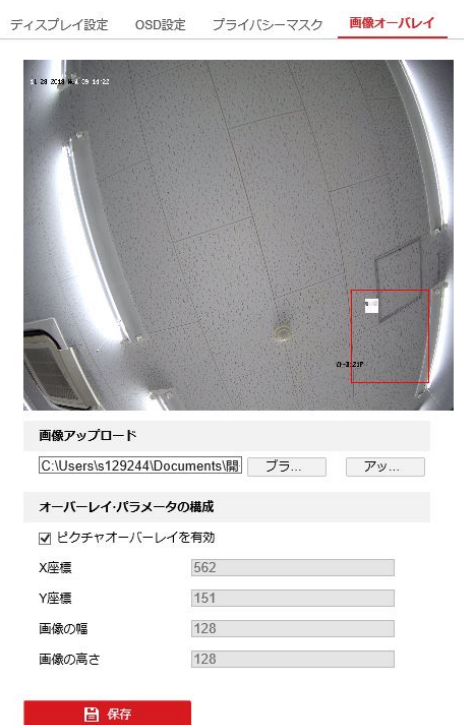 ディスプレイ設定 OSD設定 プライバシーマスク 画像オーバレイ
画像アップロード
C:\Users\s129244\Documents\開 ブラ... アッ...
オーバーレイ・パラメータの構成
ピクチャオーバーレイを有効
X座標 562
Y座標 151
画像の幅 128
画像の高さ 128
保存